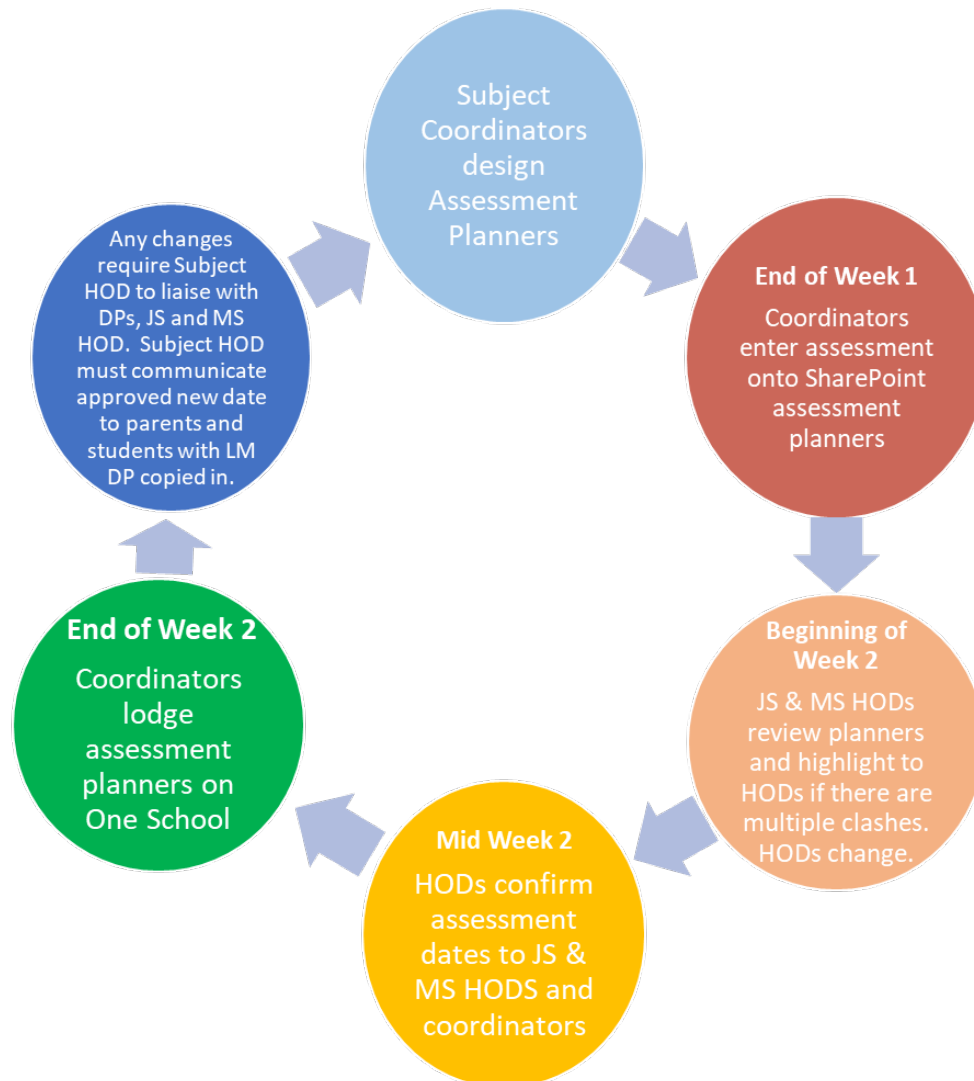 Subject
Coordinators
design
Assessment
Planners
End of Week 1
Coordinators
enter assessment
onto SharePoint
assessment
planners
Beginning of
Week 2
JS & MS HODs
review planners
and highlight to
HODs if there are
multiple clashes.
HODs change.
Mid Week 2
HODs confirm
assessment
dates to JS &
MS HODS and
coordinators
End of Week 2
Coordinators
lodge
assessment
planners on
One School
Any changes
require Subject
HOD to liaise with
DPs, JS and MS
HOD.  Subject HOD
must communicate
approved new date
to parents and
students with LM
DP copied in.